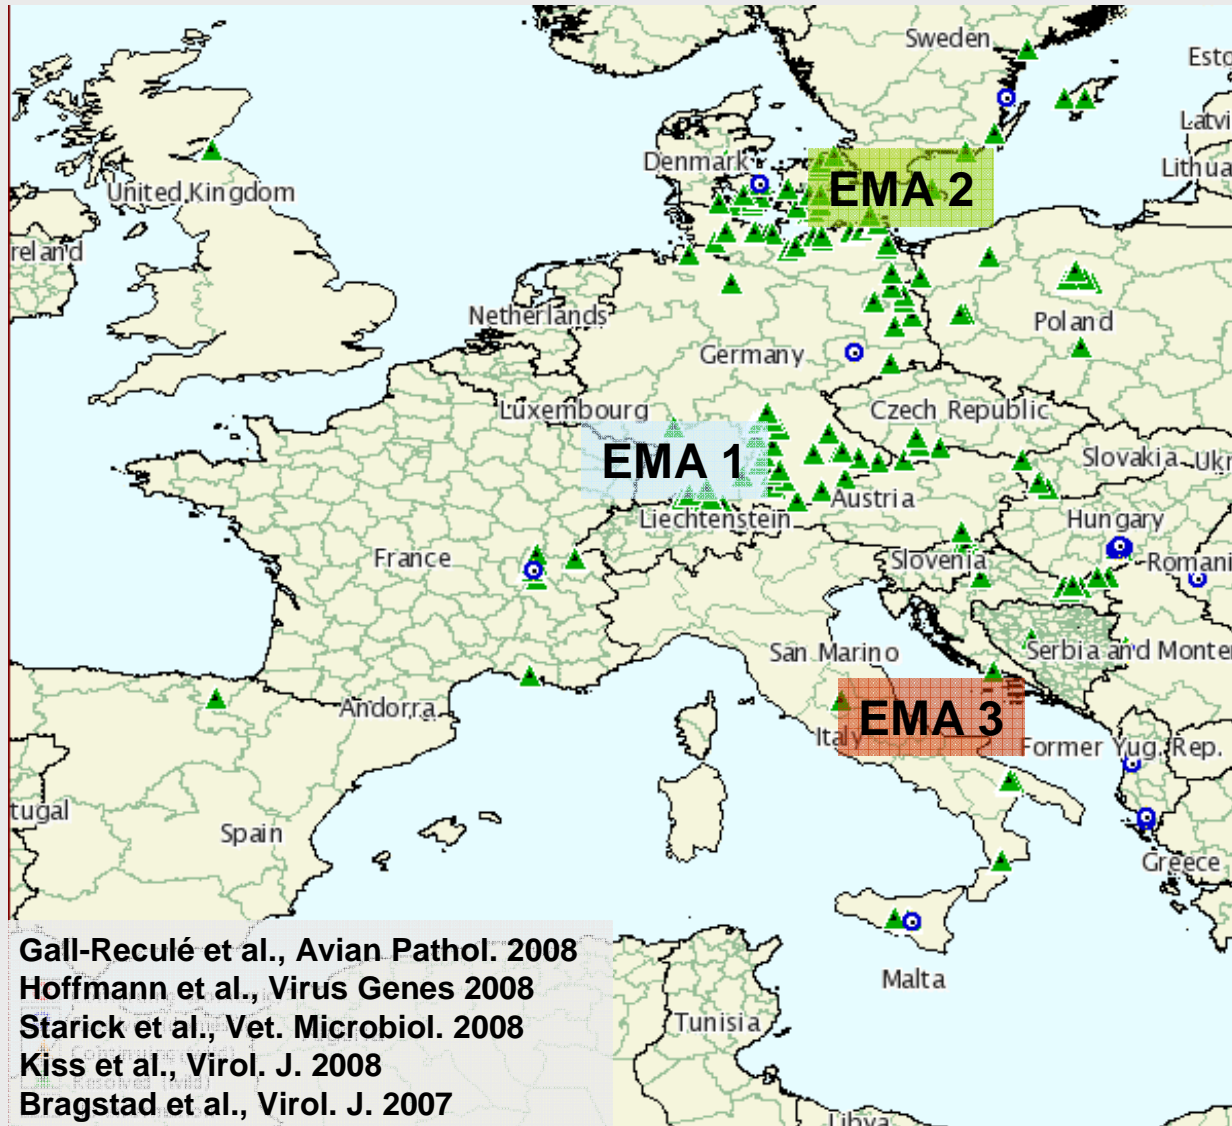 Sweden
Esto
Latvi
Denmark
Lithua
United Kingdom
EMA 2
reland
Netherlands
Poland
Germany
Luxembourg
Czech Republic
EMA 1
Slovakia
Ukr
Austria
Liechtenstein
Hungary
France
Slovenia
Romani
San Marino
Serbia and Monter
Andorra
EMA 3
Italy
Former Yug. Rep.
tugal
Spain
Greece
Gall-Reculé et al., Avian Pathol. 2008
Hoffmann et al., Virus Genes 2008
Malta
Starick et al., Vet. Microbiol. 2008
Tunisia
Kiss et al., Virol. J. 2008
Resolved (wild)
Bragstad et al., Virol. J. 2007
Libya